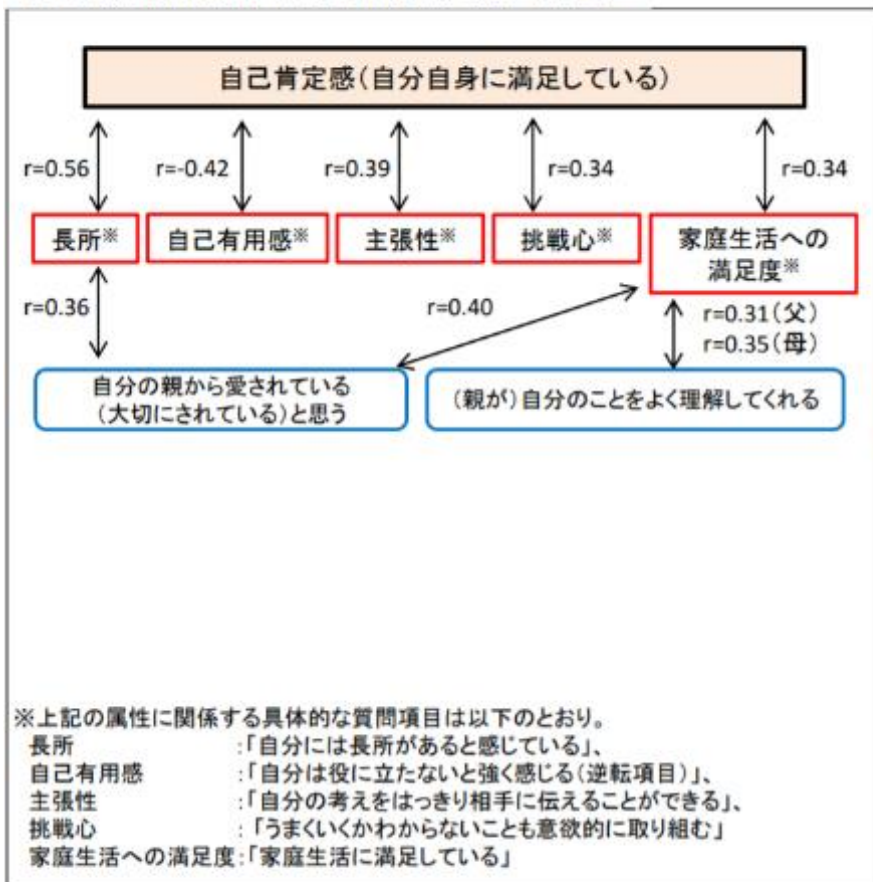 自己肯定感(自分自身に満足している)
r=0.56
r=-0.42
r=0.39
r=0.34
r=0.34
長所※
自己有用感※
主張性※
挑戦心※
家庭生活への
満足度※
r=0.36
r=0.40
r=0.31(父)
r=0.35(母)
自分の親から愛されている
(大切にされている)と思う
(親が)自分のことをよく理解してくれる
※上記の属性に関係する具体的な質問項目は以下のとおり。
長所 :「自分には長所があると感じている」、
自己有用感 :「自分は役に立たないと強く感じる(逆転項目)」、
主張性 :「自分の考えをはっきり相手に伝えることができる」、
挑戦心 :「うまくいくかわからないことも意欲的に取り組む」
家庭生活への満足度:「家庭生活に満足している」